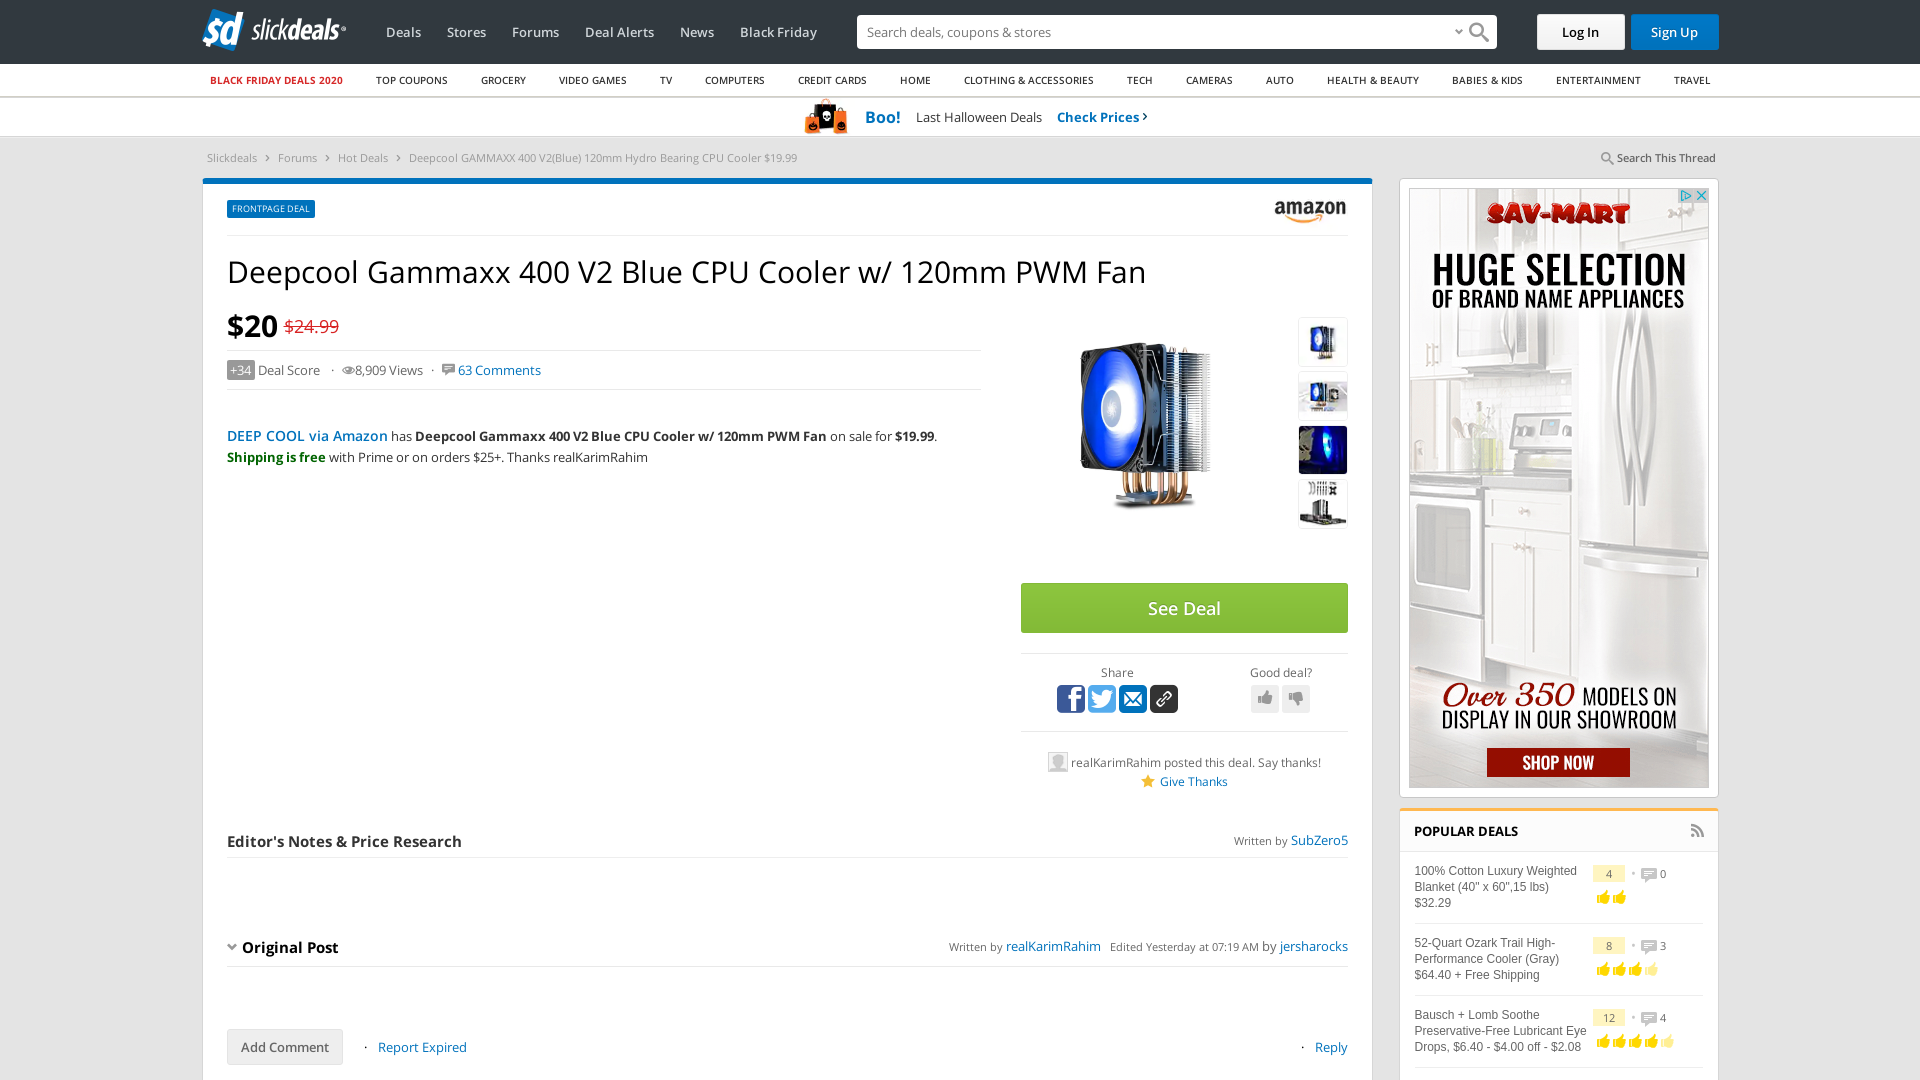 sd slickdeals
Deals
Stores
Forums
Deal Alerts
News
Black Friday
Search deals, coupons & stores
Log In
Sign Up
BLACK FRIDAY DEALS 2020
TOP COUPONS
GROCERY
VIDEO GAMES
TV
COMPUTERS
CREDIT CARDS
HOME
CLOTHING & ACCESSORIES
TECH
CAMERAS
AUTO
HEALTH & BEAUTY
BABIES & KIDS
ENTERTAINMENT
TRAVEL
Boo! Last Halloween Deals Check Prices ›
Slickdeals › Forums › Hot Deals › Deepcool GAMMAXX 400 V2(Blue) 120mm Hydro Bearing CPU Cooler $19.99
Search This Thread
FRONTPAGE DEAL
amazon
Deepcool Gammaxx 400 V2 Blue CPU Cooler w/ 120mm PWM Fan
$20 $24.99
+34 Deal Score · 8,909 Views · 63 Comments
DEEP COOL via Amazon has Deepcool Gammaxx 400 V2 Blue CPU Cooler w/ 120mm PWM Fan on sale for $19.99.
Shipping is free with Prime or on orders $25+. Thanks realKarimRahim
See Deal
Share
Good deal?
realKarimRahim posted this deal. Say thanks!
Give Thanks
Editor's Notes & Price Research
Written by SubZero5
Original Post
Written by realKarimRahim Edited Yesterday at 07:19 AM by jersharocks
Add Comment
· Report Expired
· Reply
SAV-MART
HUGE SELECTION
OF BRAND NAME APPLIANCES
Over 350 MODELS ON
DISPLAY IN OUR SHOWROOM
SHOP NOW
POPULAR DEALS
100% Cotton Luxury Weighted
Blanket (40" x 60",15 lbs)
$32.29
4 • 0
52-Quart Ozark Trail High-
Performance Cooler (Gray)
$64.40 + Free Shipping
8 • 3
Bausch + Lomb Soothe
Preservative-Free Lubricant Eye
Drops, $6.40 - $4.00 off - $2.08
12 • 4